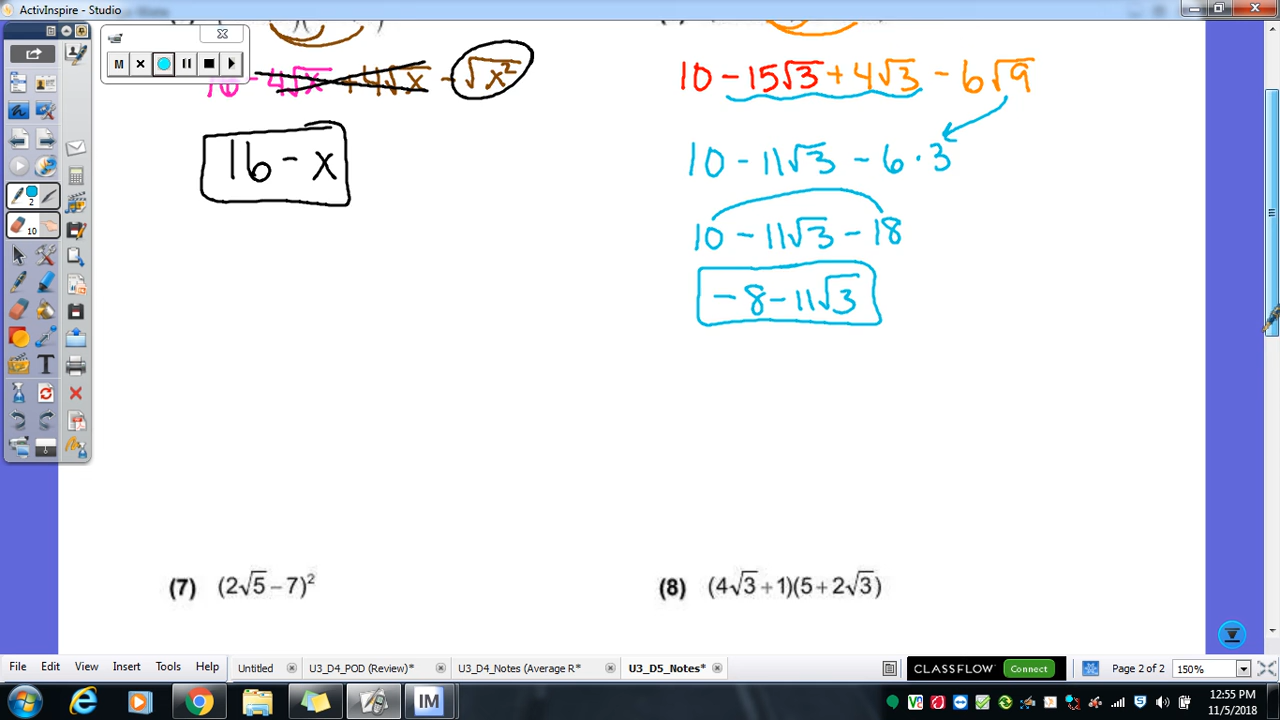 ActivInspire - Studio
16 - 4√x + 4√x - √x²
16 - x
10 - 15√3 + 4√3 - 6√9
10 - 11√3 - 6 · 3
10 - 11√3 - 18
- 8 - 11√3
(7) (2√5 - 7)²
(8) (4√3 + 1)(5 + 2√3)
M
2
10
T
File Edit View Insert Tools Help
Untitled
U3_D4_POD (Review)*
U3_D4_Notes (Average R*
U3_D5_Notes*
CLASSFLOW Connect
Page 2 of 2
150%
IM
12:55 PM
11/5/2018